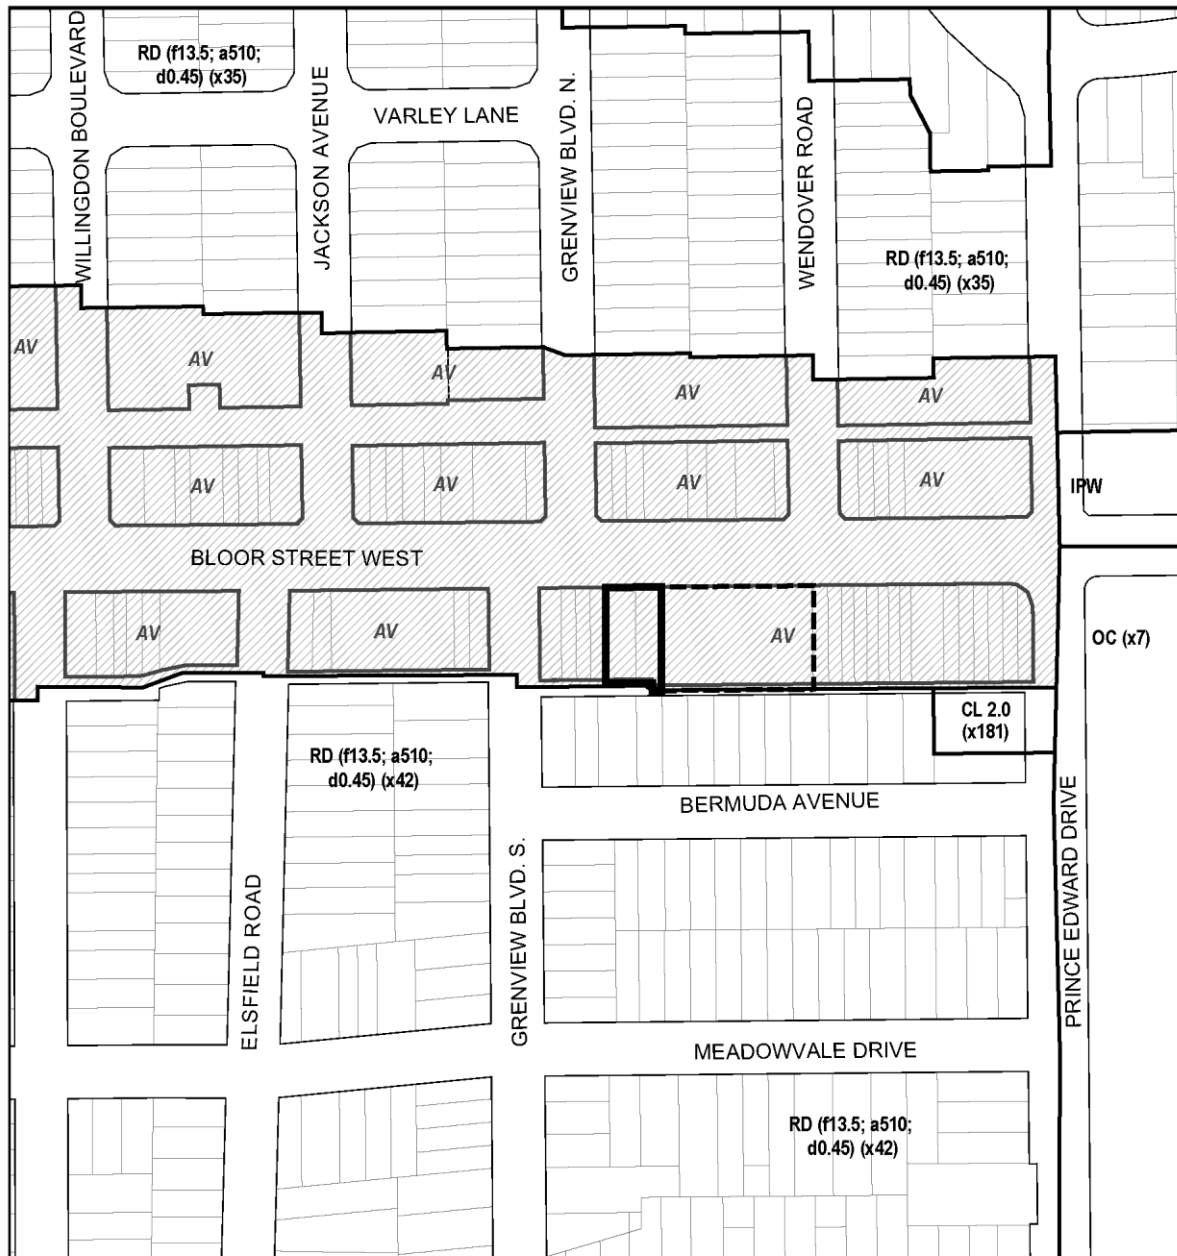 WILLINGDON BOULEVARD
RD (f13.5; a510;
d0.45) (x35)
JACKSON AVENUE
VARLEY LANE
GRENVIEW BLVD. N.
WENDOVER ROAD
RD (f13.5; a510;
d0.45) (x35)
AV
AV
AV
AV
AV
AV
AV
AV
AV
IPW
BLOOR STREET WEST
AV
AV
AV
OC (x7)
CL 2.0
(x181)
RD (f13.5; a510;
d0.45) (x42)
BERMUDA AVENUE
ELSFIELD ROAD
GRENVIEW BLVD. S.
PRINCE EDWARD DRIVE
MEADOWVALE DRIVE
RD (f13.5; a510;
d0.45) (x42)